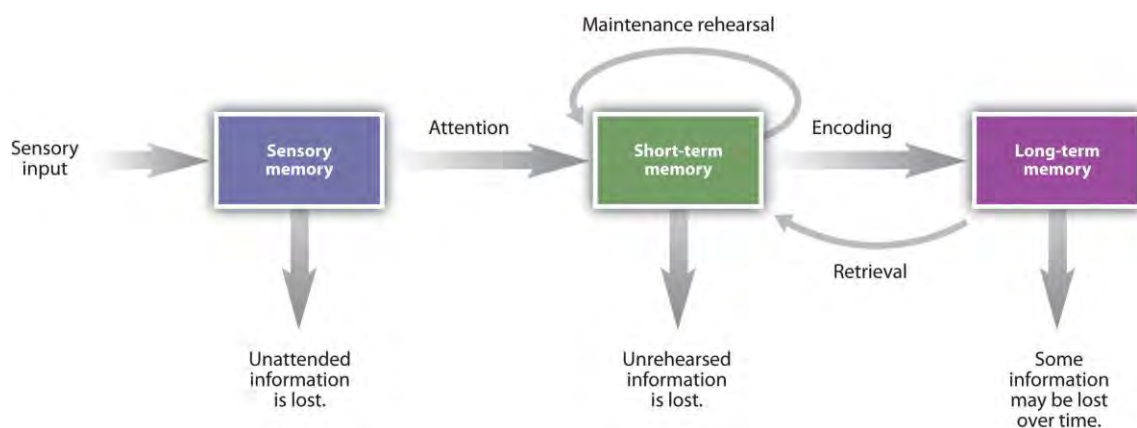 Maintenance rehearsal
Sensory
input
Sensory
memory
Attention
Short-term
memory
Encoding
Long-term
memory
Retrieval
Unattended
information
is lost.
Unrehearsed
information
is lost.
Some
information
may be lost
over time.